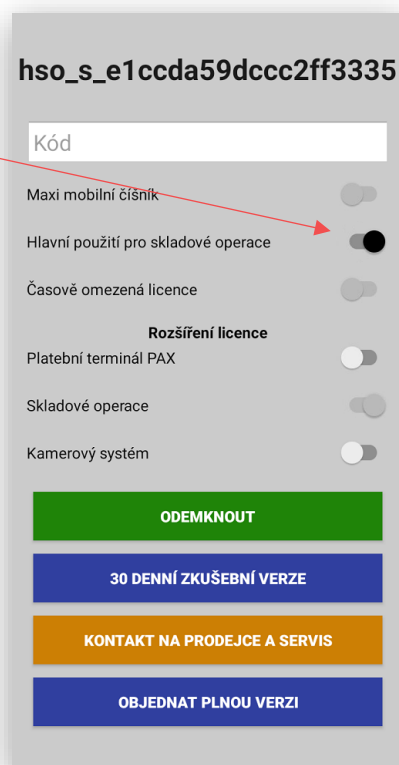 hso_s_e1ccda59dccc2ff3335
Kód
Maxi mobilní číšník
Hlavní použití pro skladové operace
Časově omezená licence
Rozšíření licence
Platební terminál PAX
Skladové operace
Kamerový systém
ODEMKNOUT
30 DENNÍ ZKUŠEBNÍ VERZE
KONTAKT NA PRODEJCE A SERVIS
OBJEDNAT PLNOU VERZI